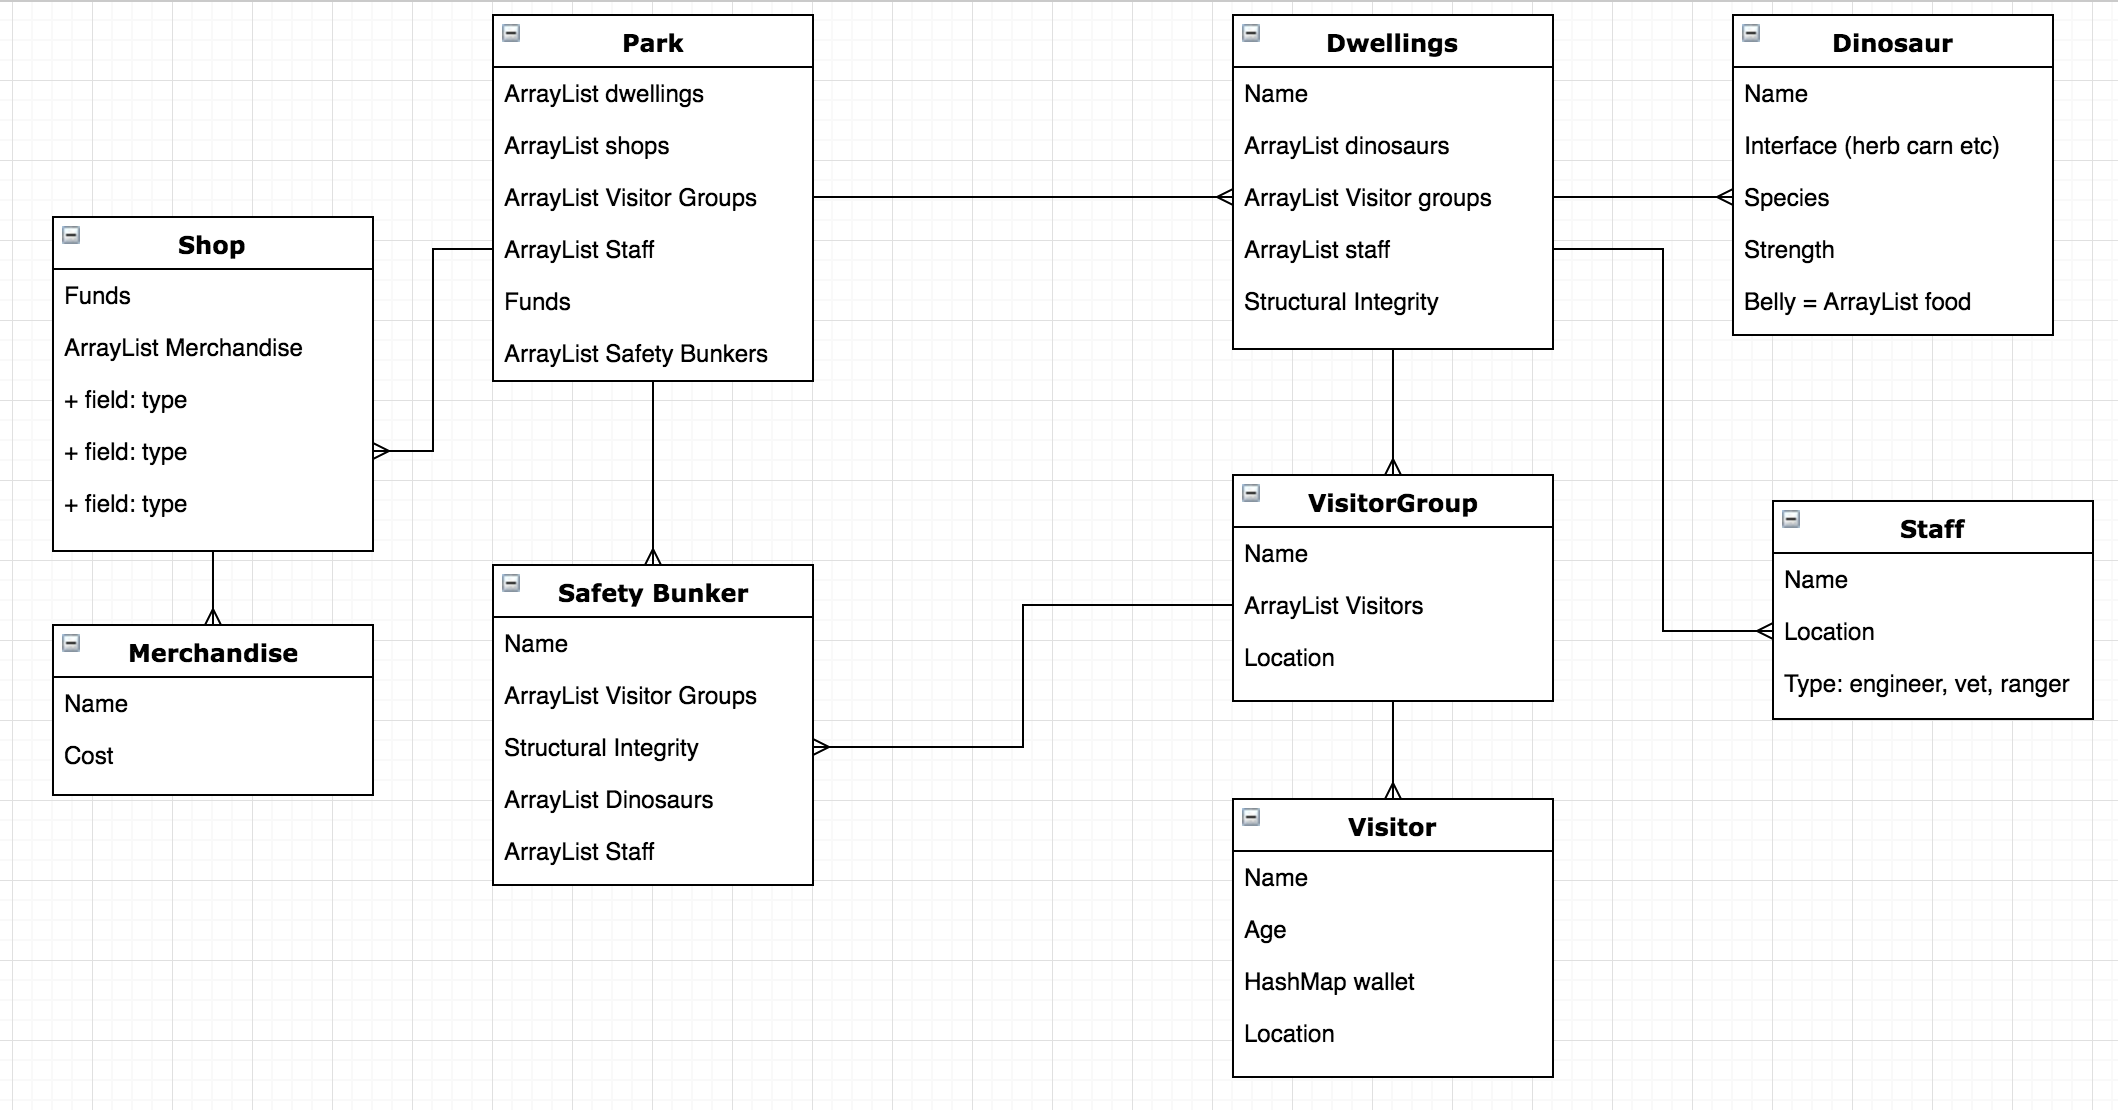 Park
ArrayList dwellings
ArrayList shops
ArrayList Visitor Groups
ArrayList Staff
Funds
ArrayList Safety Bunkers
Dwellings
Name
ArrayList dinosaurs
ArrayList Visitor groups
ArrayList staff
Structural Integrity
Dinosaur
Name
Interface (herb carn etc)
Species
Strength
Belly = ArrayList food
Shop
Funds
ArrayList Merchandise
+ field: type
+ field: type
+ field: type
Merchandise
Name
Cost
Safety Bunker
Name
ArrayList Visitor Groups
Structural Integrity
ArrayList Dinosaurs
ArrayList Staff
VisitorGroup
Name
ArrayList Visitors
Location
Staff
Name
Location
Type: engineer, vet, ranger
Visitor
Name
Age
HashMap wallet
Location